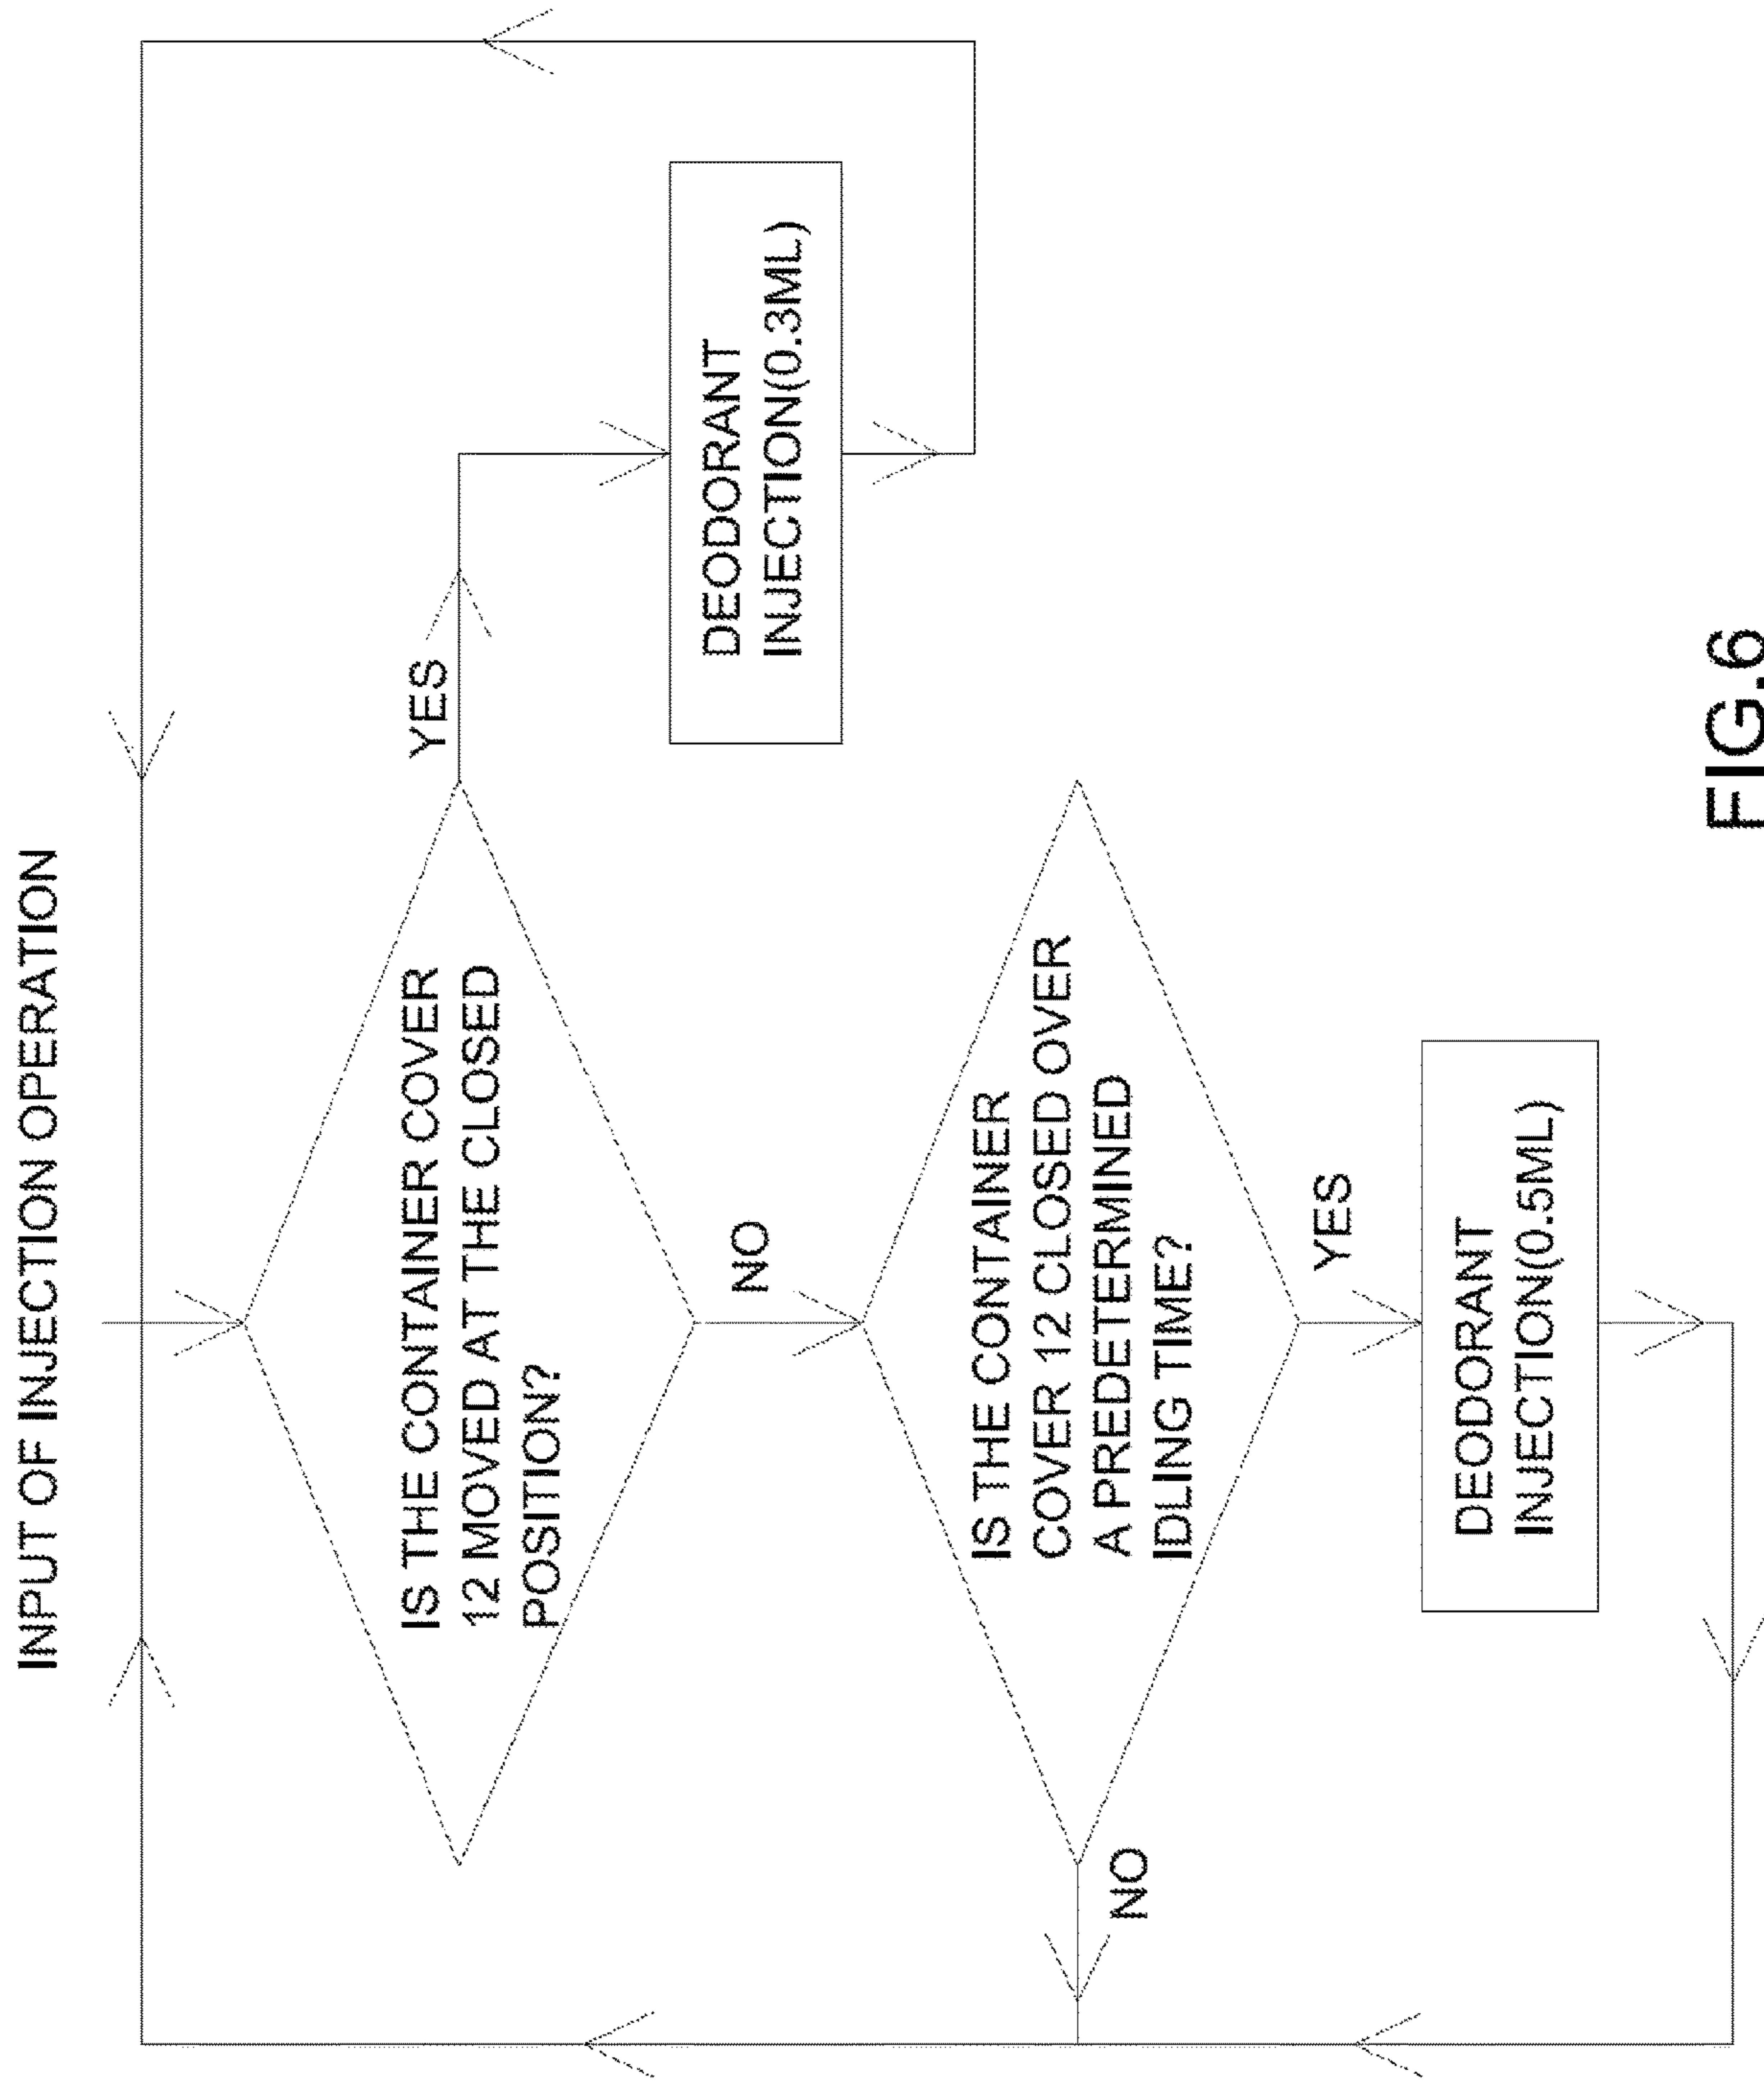 INPUT OF INJECTION OPERATION
IS THE CONTAINER COVER
12 MOVED AT THE CLOSED
POSITION?
YES
DEODORANT
INJECTION(0.3ML)
NO
IS THE CONTAINER
COVER 12 CLOSED OVER
A PREDETERMINED
IDLING TIME?
NO
YES
DEODORANT
INJECTION(0.5ML)
FIG.6